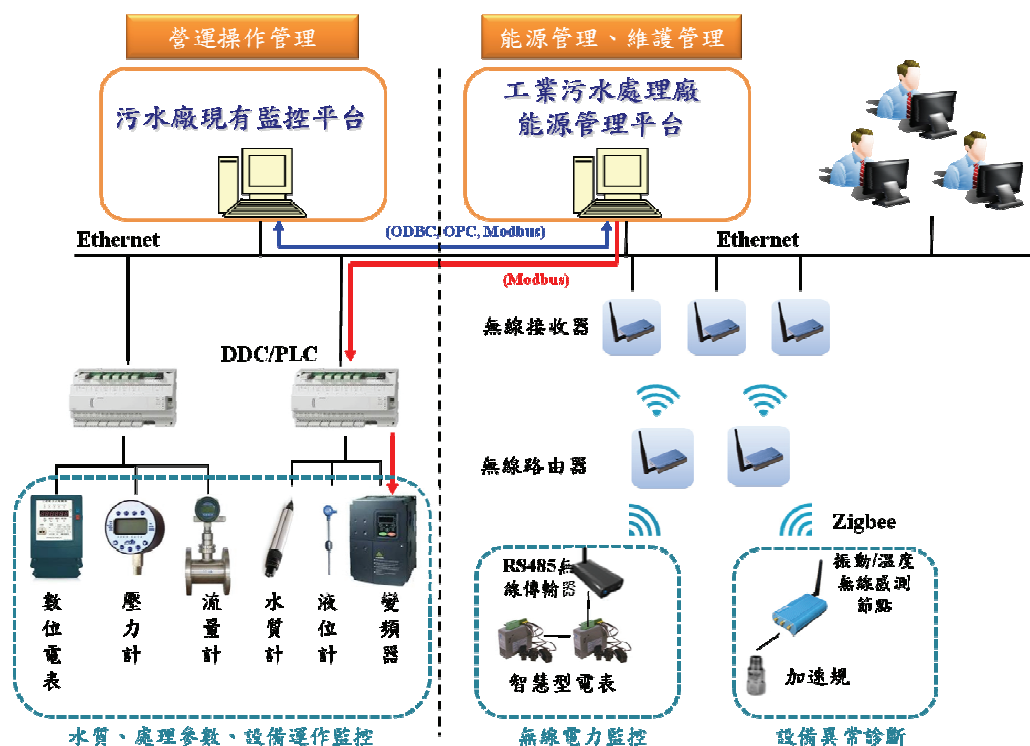 營運操作管理
能源管理、維護管理
污水廠現有監控平台
工業污水處理廠
能源管理平台
Ethernet
(ODBC, OPC, Modbus)
Ethernet
(Modbus)
無線接收器
DDC/PLC
無線路由器
Zigbee
RS485無
線傳輸器
振動/溫度
無線感測
節點
數位電表
壓力計
流量計
水質計
液位計
變頻器
智慧型電表
加速規
水質、處理參數、設備運作監控
無線電力監控
設備異常診斷